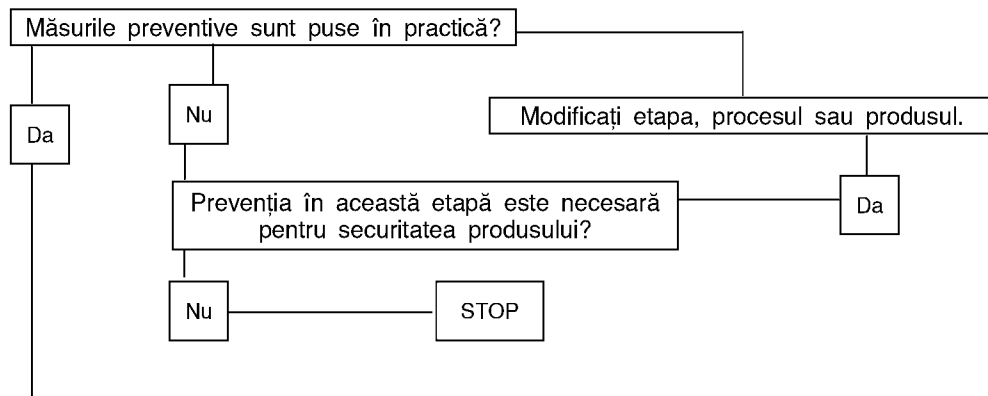 Măsurile preventive sunt puse în practică?
Nu
Da
Modificați etapa, procesul sau produsul.
Prevenția în această etapă este necesară
pentru securitatea produsului?
Da
Nu
STOP